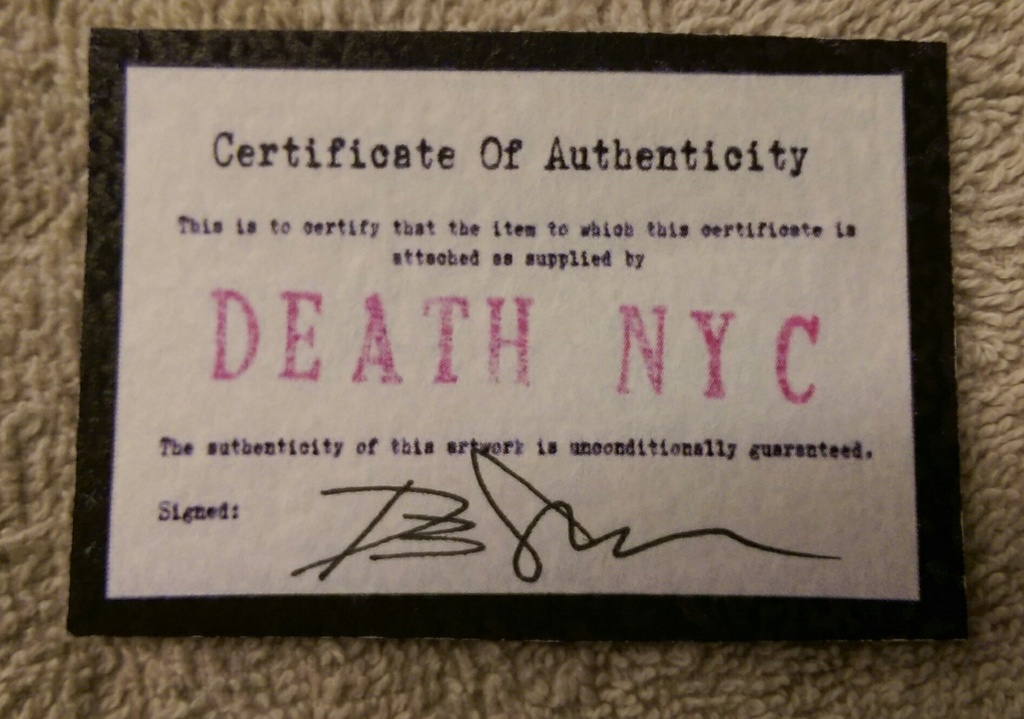 Certificate Of Authenticity
This is to certify that the item to which this certificate is
attached as supplied by
DEATH NYC
The authenticity of this artwork is unconditionally guaranteed.
Signed: